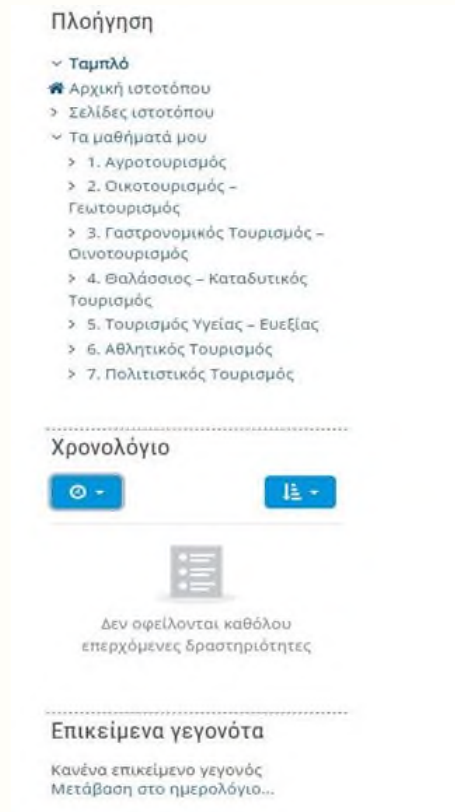 Πλοήγηση
Ταμπλό
Αρχική ιστοτόπου
Σελίδες ιστοτόπου
Τα μαθήματά μου
1. Αγροτουρισμός
2. Οικοτουρισμός –
Γεωτουρισμός
3. Γαστρονομικός Τουρισμός –
Οινοτουρισμός
4. Θαλάσσιος – Καταδυτικός
Τουρισμός
5. Τουρισμός Υγείας – Ευεξίας
6. Αθλητικός Τουρισμός
7. Πολιτιστικός Τουρισμός
Χρονολόγιο
Δεν οφείλονται καθόλου
επερχόμενες δραστηριότητες
Επικείμενα γεγονότα
Κανένα επικείμενο γεγονός
Μετάβαση στο ημερολόγιο...